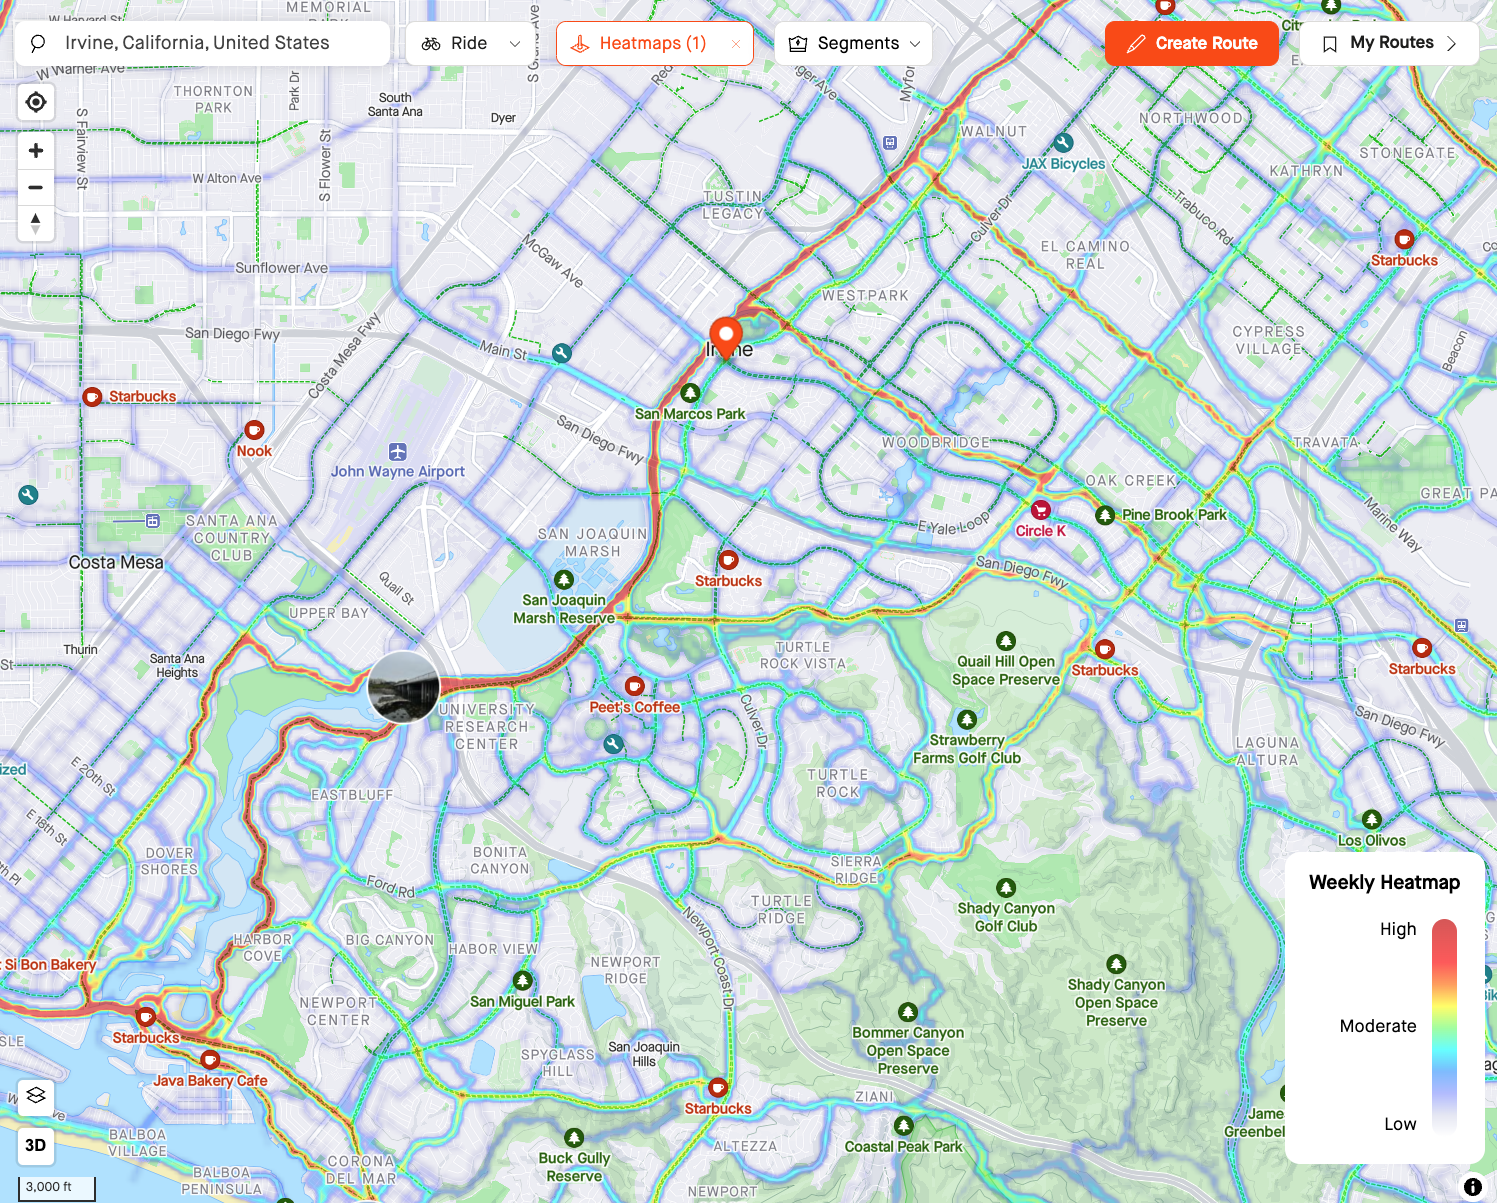 MEMORIAL
PARK
Irvine, California, United States
Ride
Heatmaps (1)
Segments
Create Route
My Routes
W Warner Ave
THORNTON
PARK
Park Dr
South
Santa Ana
Dyer
S Fairview St
S Flower St
W Alton Ave
TUSTIN
LEGACY
WALNUT
NORTHWOOD
JAX Bicycles
KATHRYN
STONEGATE
Culver Dr
Trabuco Rd
EL CAMINO
REAL
Starbucks
McGaw Ave
Sunflower Ave
WESTPARK
San Diego Fwy
Costa Mesa Fwy
Main St
Irvine
CYPRESS
VILLAGE
Beacon
Starbucks
San Marcos Park
San Diego Fwy
Nook
John Wayne Airport
WOODBRIDGE
TRAVATA
OAK CREEK
GREAT PA
Marine Way
SANTA ANA
COUNTRY
CLUB
Costa Mesa
SAN JOAQUIN
MARSH
E Yale Loop
Circle K
Pine Brook Park
San Diego Fwy
Starbucks
Quail St
San Joaquin
Marsh Reserve
UPPER BAY
Thurin
Santa Ana
Heights
TURTLE
ROCK VISTA
Quail Hill Open
Space Preserve
Starbucks
Starbucks
Peet's Coffee
UNIVERSITY
RESEARCH
CENTER
Culver Dr
Strawberry
Farms Golf Club
San Diego Fwy
LAGUNA
ALTURA
E 20th St
EASTBLUFF
TURTLE
ROCK
E 18th St
Los Olivos
DOVER
SHORES
BONITA
CANYON
Ford Rd
SIERRA
RIDGE
TURTLE
RIDGE
Shady Canyon
Golf Club
Newport Coast Dr
HARBOR
COVE
BIG CANYON
HABOR VIEW
NEWPORT
RIDGE
Si Bon Bakery
San Miguel Park
Shady Canyon
Open Space
Preserve
NEWPORT
CENTER
Starbucks
Java Bakery Cafe
Bommer Canyon
Open Space
Preserve
SPYGLASS
HILL
San Joaquin
Hills
Starbucks
ZIANI
Coastal Peak Park
ALTEZZA
Buck Gully
Reserve
BALBOA
VILLAGE
BALBOA
PENINSULA
CORONA
DEL MAR
NEWPORT
Weekly Heatmap
High
Moderate
Low
3D
3,000 ft